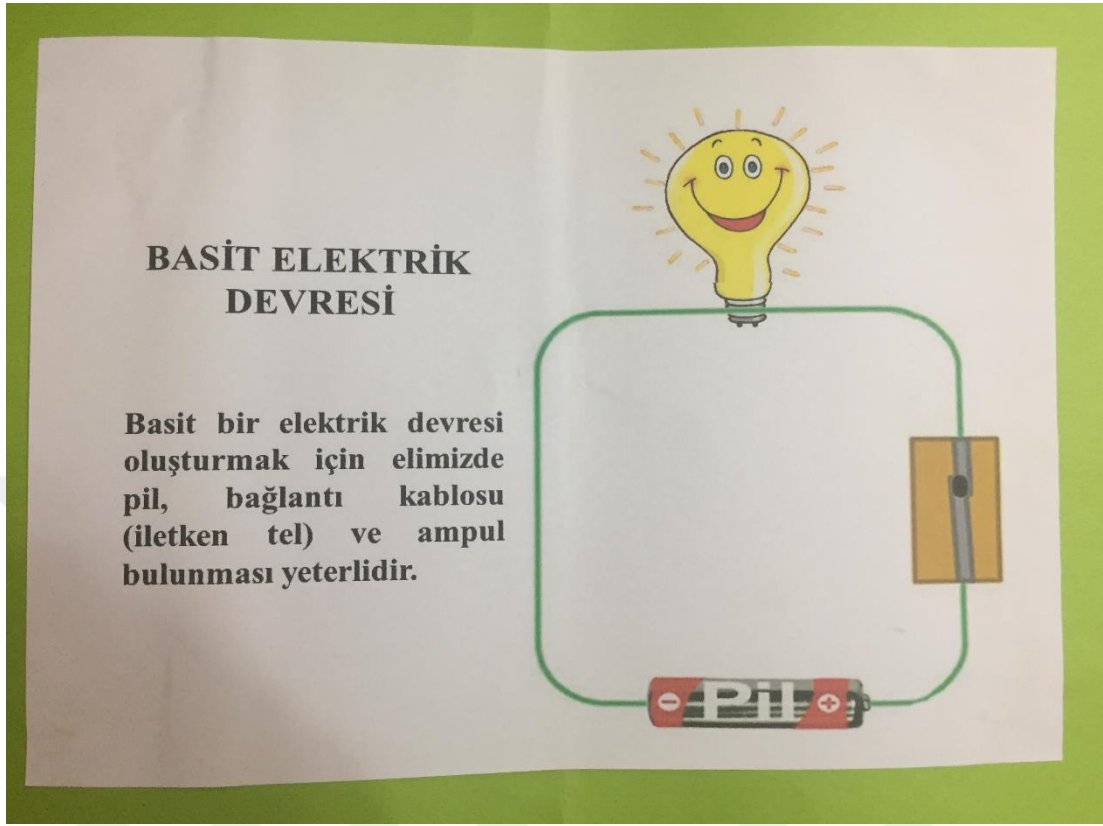 BASİT ELEKTRİK
DEVRESİ
Basit bir elektrik devresi
oluşturmak için elimizde
pil, bağlantı kablosu
(iletken tel) ve ampul
bulunması yeterlidir.
Pil